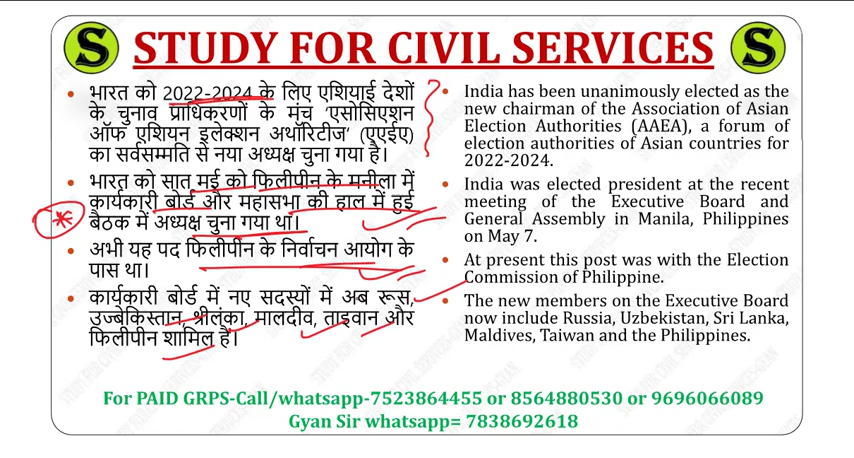 S STUDY FOR CIVIL SERVICES S
• भारत को 2022-2024 के लिए एशियाई देशों
के चुनाव प्राधिकरणों के मंच 'एसोसिएशन
ऑफ एशियन इलेक्शन अथॉरिटीज' (एएईए)
का सर्वसम्मति से नया अध्यक्ष चुना गया है।
• भारत को सात मई को फिलीपीन के मनीला में
कार्यकारी बोर्ड और महासभा की हाल में हुई
बैठक में अध्यक्ष चुना गया था।
• अभी यह पद फिलीपीन के निर्वाचन आयोग के
पास था।
• कार्यकारी बोर्ड में नए सदस्यों में अब रूस,
उज्बेकिस्तान, श्रीलंका, मालदीव, ताइवान और
फिलीपीन शामिल हैं।
• India has been unanimously elected as the
new chairman of the Association of Asian
Election Authorities (AAEA), a forum of
election authorities of Asian countries for
2022-2024.
• India was elected president at the recent
meeting of the Executive Board and
General Assembly in Manila, Philippines
on May 7.
• At present this post was with the Election
Commission of Philippine.
• The new members on the Executive Board
now include Russia, Uzbekistan, Sri Lanka,
Maldives, Taiwan and the Philippines.
For PAID GRPS-Call/whatsapp-7523864455 or 8564880530 or 9696066089
Gyan Sir whatsapp= 7838692618